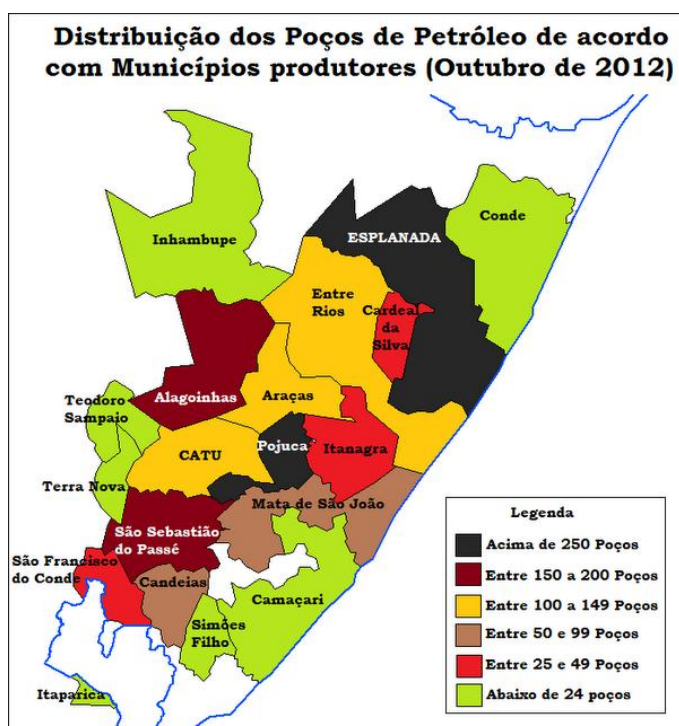 Distribuição dos Poços de Petróleo de acordo
com Municípios produtores (Outubro de 2012)
Inhambupe
ESPLANADA
Conde
Entre
Rios
Cardeal
da
Silva
Alagoinhas
Araças
Teodoro
Sampaio
CATU
Pojuca
Itanagra
Terra Nova
Mata de São João
São Sebastião
do Passé
São Francisco
do Conde
Candeias
Camaçari
Simões
Filho
Itaparica
Legenda
Acima de 250 Poços
Entre 150 a 200 Poços
Entre 100 a 149 Poços
Entre 50 e 99 Poços
Entre 25 e 49 Poços
Abaixo de 24 poços